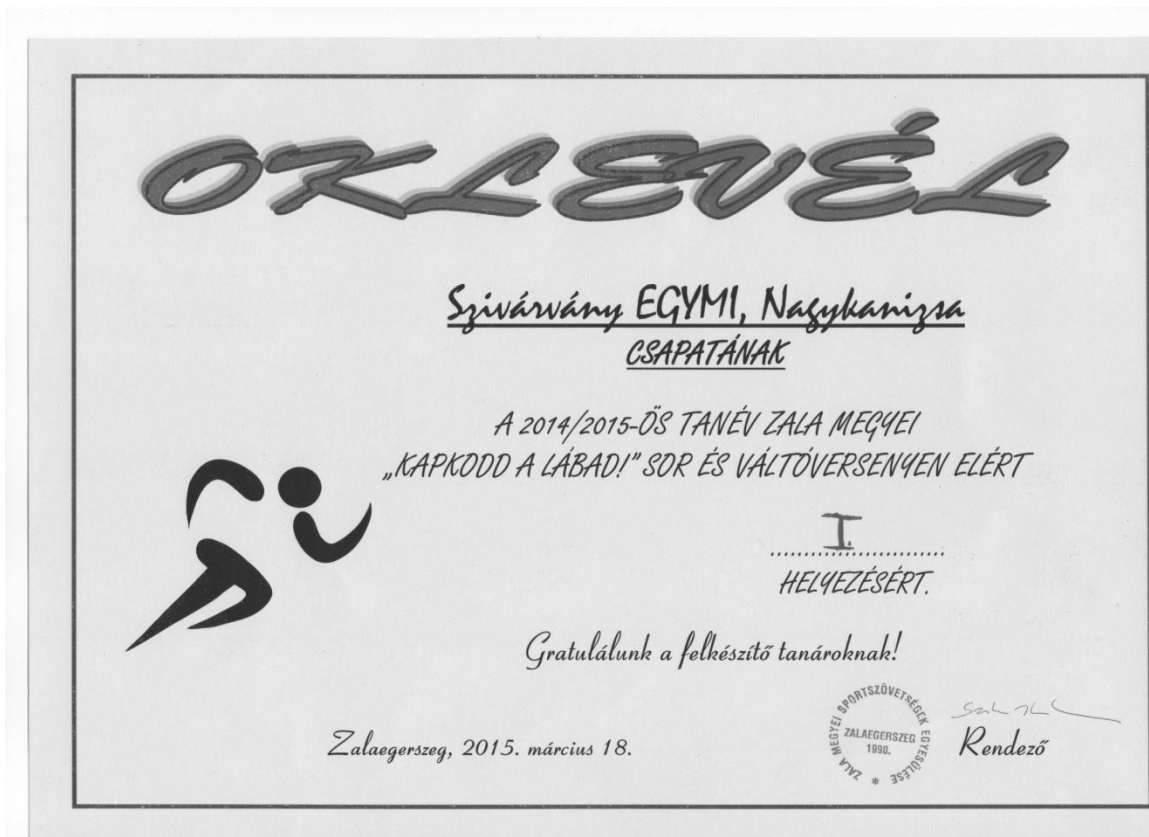 OKLEVÉL
Szivárvány EGYMI, Nagykanizsa
CSAPATÁNAK
A 2014/2015-ÖS TANÉV ZALA MEGYEI
„KAPKODD A LÁBAD!” SOR ÉS VÁLTÓVERSENYEN ELÉRT
I.
HELYEZÉSÉRT.
Gratulálunk a felkészítő tanároknak!
ZALA MEGYEI SPORTSZÖVETSÉGEK EGYESÜLÉSE *
ZALAEGERSZEG
1990.
Zalaegerszeg, 2015. március 18.
Rendező